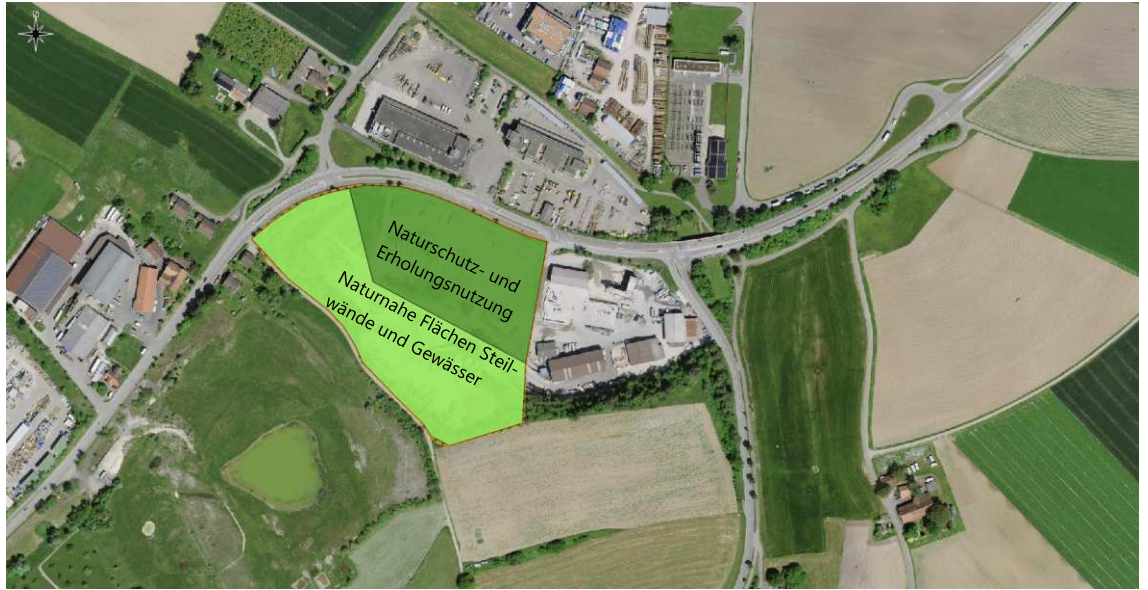 Naturschutz- und
Erholungsnutzung
Naturnahe Flächen Steil-
wände und Gewässer